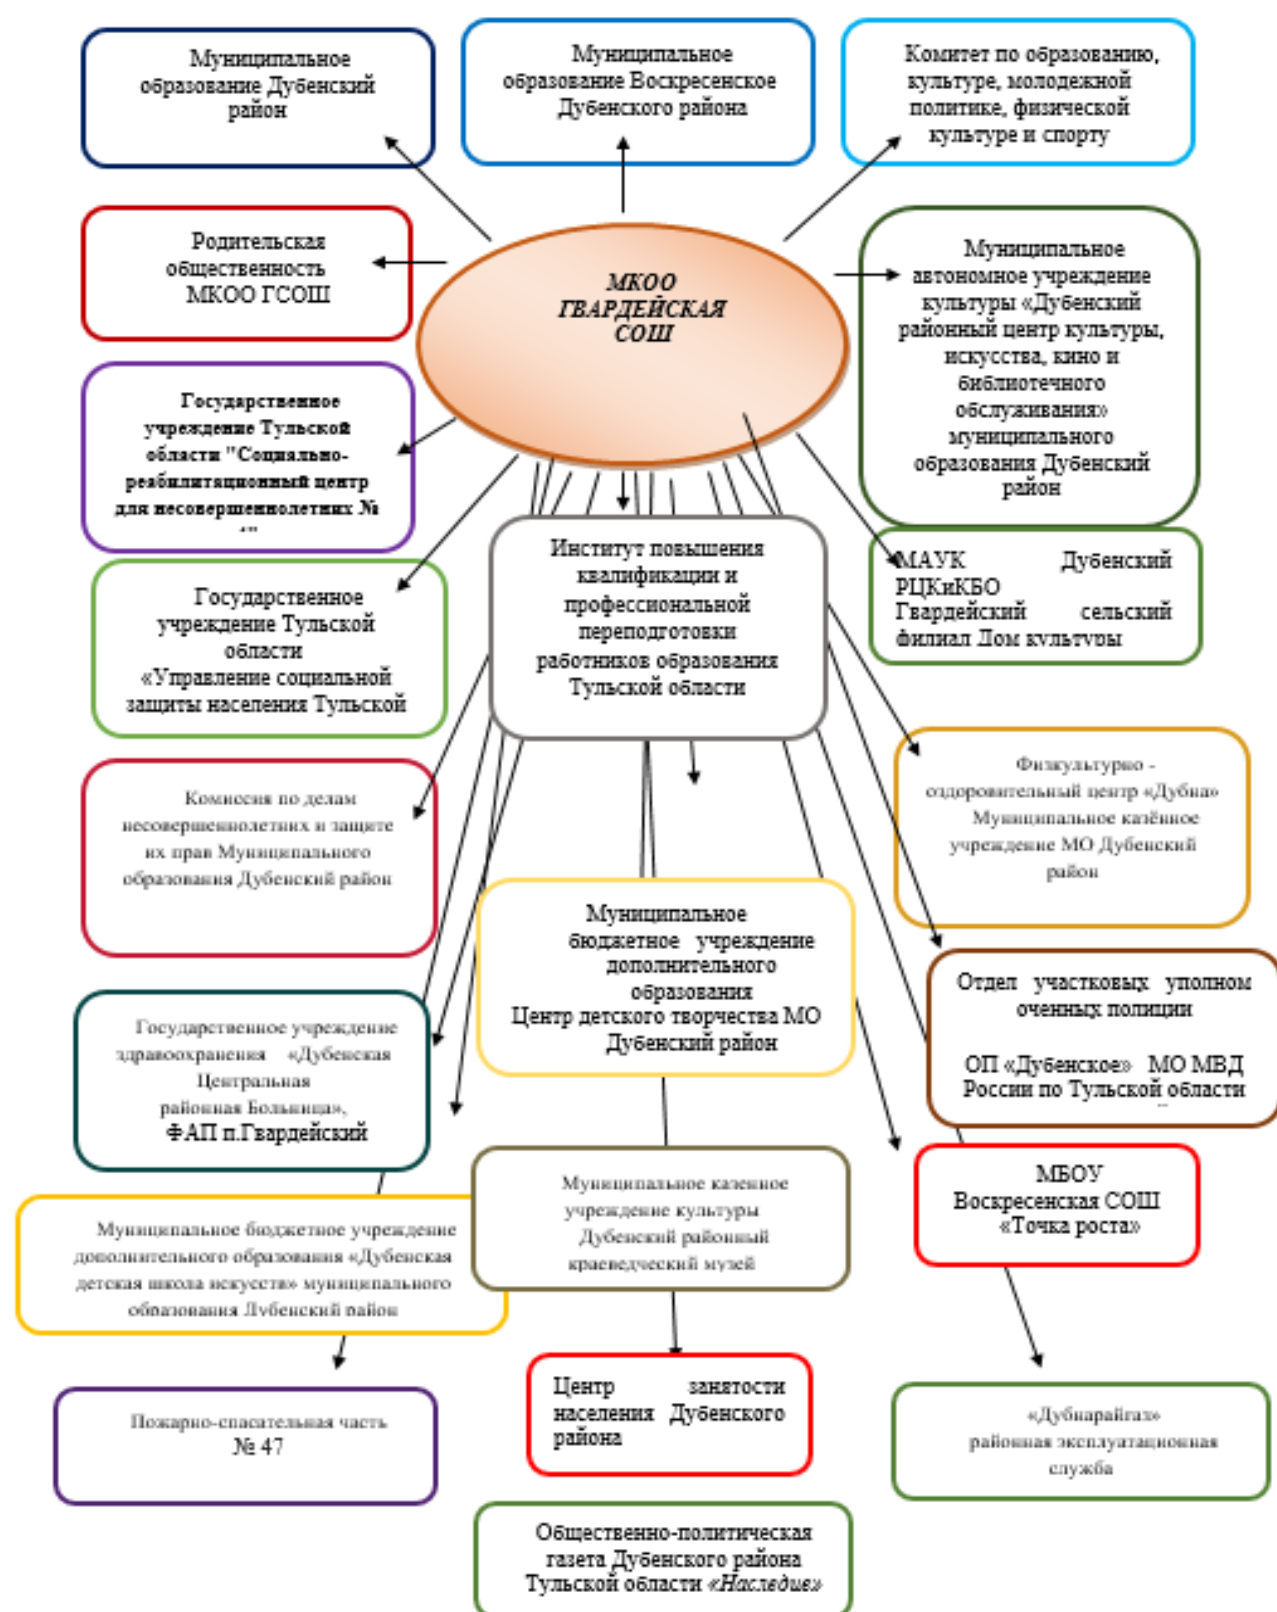 Муниципальное
образование Дубенский
район
Муниципальное
образование Воскресенское
Дубенского района
Комитет по образованию,
культуре, молодежной
политике, физической
культуре и спорту
Родительская
общественность
МКОО ГСОШ
МКОО
ГВАРДЕЙСКАЯ
СОШ
Муниципальное
автономное учреждение
культуры «Дубенский
районный центр культуры,
искусства, кино и
библиотечного
обслуживания»
муниципального
образования Дубенский
район
Государственное
учреждение Тульской
области "Социально-
реабилитационный центр
для несовершеннолетних №
Институт повышения
квалификации и
профессиональной
переподготовки
работников образования
Тульской области
МАУК Дубенский
РЦКиКБО
Гвардейский сельский
филиал Дом культуры
Государственное
учреждение Тульской
области
«Управление социальной
защиты населения Тульской
Комиссия по делам
несовершеннолетних и защите
их прав Муниципального
образования Дубенский район
Физкультурно -
оздоровительный центр «Дубна»
Муниципальное казённое
учреждение МО Дубенский
район
Муниципальное
бюджетное учреждение
дополнительного
образования
Центр детского творчества МО
Дубенский район
Отдел участковых уполном
оченных полиции
ОП «Дубенское» МО МВД
России по Тульской области
Государственное учреждение
здравоохранения «Дубенская
Центральная
районная Больница»,
ФАП п.Гвардейский
Муниципальное казенное
учреждение культуры
Дубенский районный
краеведческий музей
МБОУ
Воскресенская СОШ
«Точка роста»
Муниципальное бюджетное учреждение
дополнительного образования «Дубенская
детская школа искусств» муниципального
образования Дубенский район
Пожарно-спасательная часть
№ 47
Центр занятости
населения Дубенского
района
«Дубнарайгаз»
районная эксплуатационная
служба
Общественно-политическая
газета Дубенского района
Тульской области «Наследие»